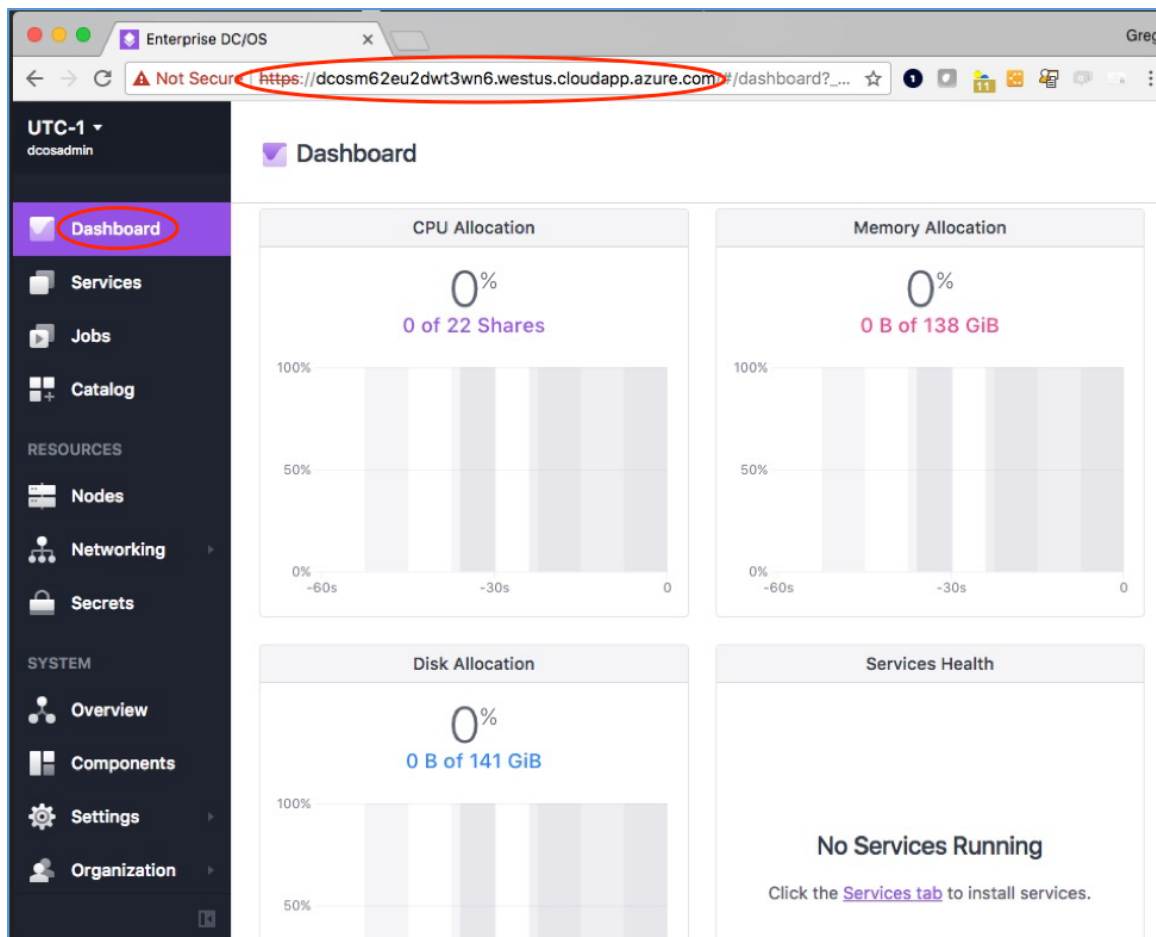 Enterprise DC/OS
Greg
Not Secure https://dcosm62eu2dwt3wn6.westus.cloudapp.azure.com/#/dashboard?_...
1
11
UTC-1
dcosadmin
Dashboard
Dashboard
Services
Jobs
Catalog
RESOURCES
Nodes
Networking
Secrets
SYSTEM
Overview
Components
Settings
Organization
CPU Allocation
0%
0 of 22 Shares
100%
50%
0%
-60s -30s 0
Memory Allocation
0%
0 B of 138 GiB
100%
50%
0%
-60s -30s 0
Disk Allocation
0%
0 B of 141 GiB
100%
50%
Services Health
No Services Running
Click the Services tab to install services.